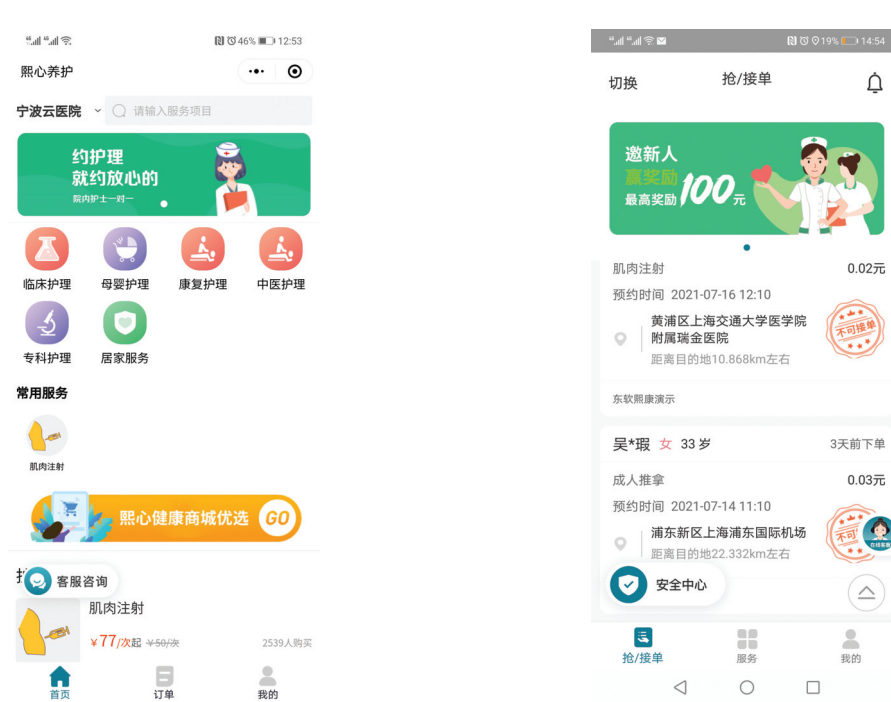 46% 12:53
熙心养护
宁波云医院
请输入服务项目
约护理
就约放心的
院内护士一对一
临床护理
母婴护理
康复护理
中医护理
专科护理
居家服务
常用服务
肌肉注射
熙心健康商城优选 GO
客服咨询
肌肉注射
¥77/次起 ¥50/次
2539人购买
首页
订单
我的
19% 14:54
切换
抢/接单
邀新人
赢奖励
最高奖励100元
肌肉注射
0.02元
预约时间 2021-07-16 12:10
黄浦区上海交通大学医学院
附属瑞金医院
不可接单
距离目的地10.868km左右
东软熙康演示
吴*瑕 女 33 岁
3天前下单
成人推拿
0.03元
预约时间 2021-07-14 11:10
浦东新区上海浦东国际机场
不可
在线客服
距离目的地22.332km左右
安全中心
抢/接单
服务
我的